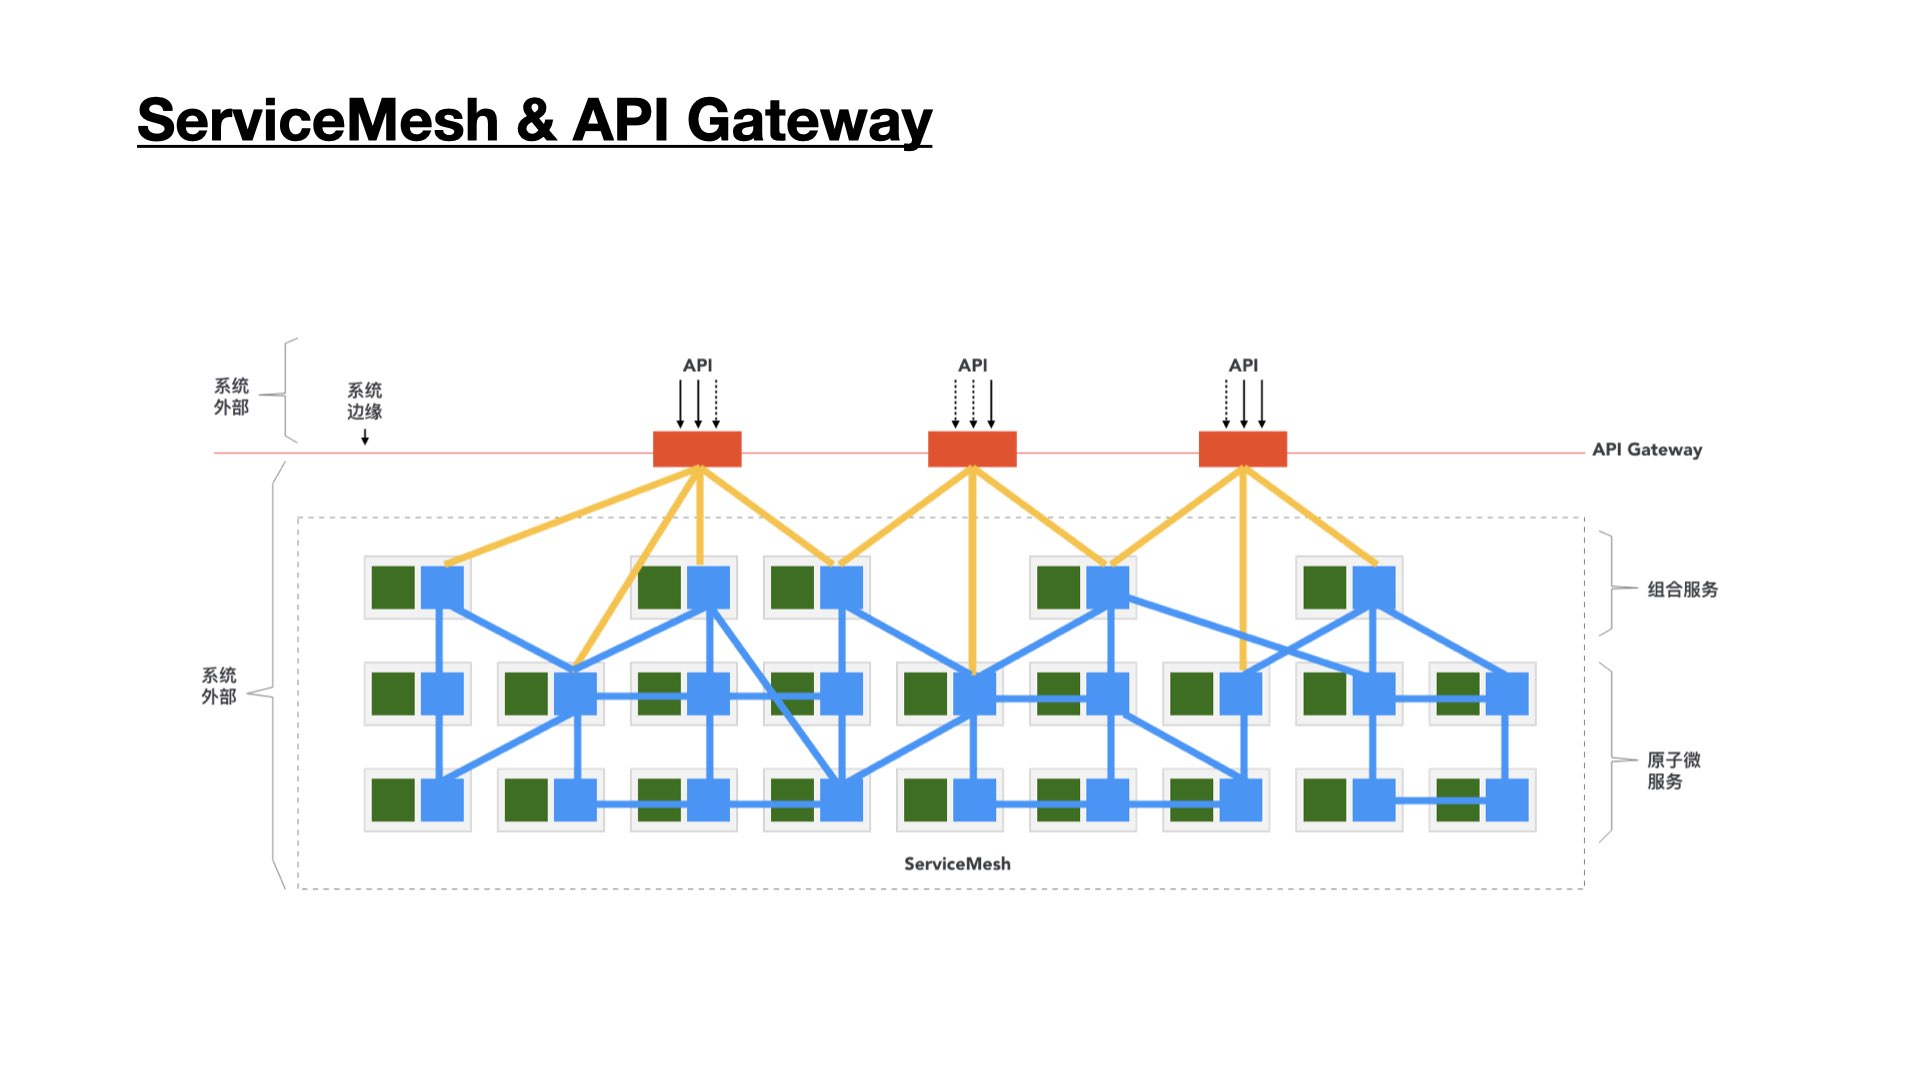 ServiceMesh & API Gateway
API
API
API
系统
外部
系统
边缘
API Gateway
组合服务
系统
外部
原子微
服务
ServiceMesh